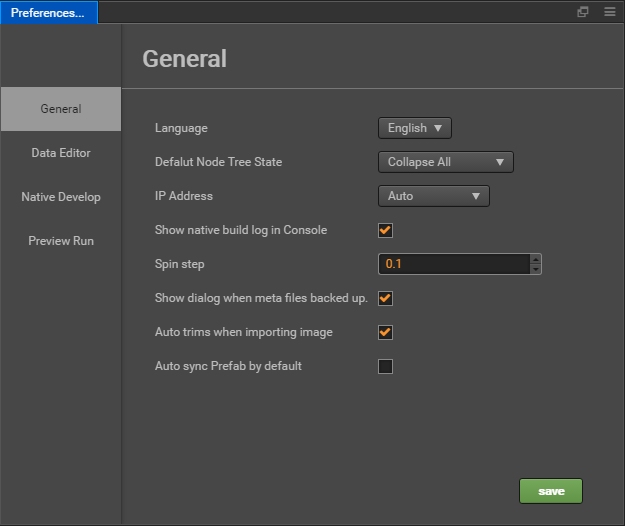 Preferences...
General
General
Data Editor
Native Develop
Preview Run
Language
English
Defalut Node Tree State
Collapse All
IP Address
Auto
Show native build log in Console
Spin step
0.1
Show dialog when meta files backed up.
Auto trims when importing image
Auto sync Prefab by default
save